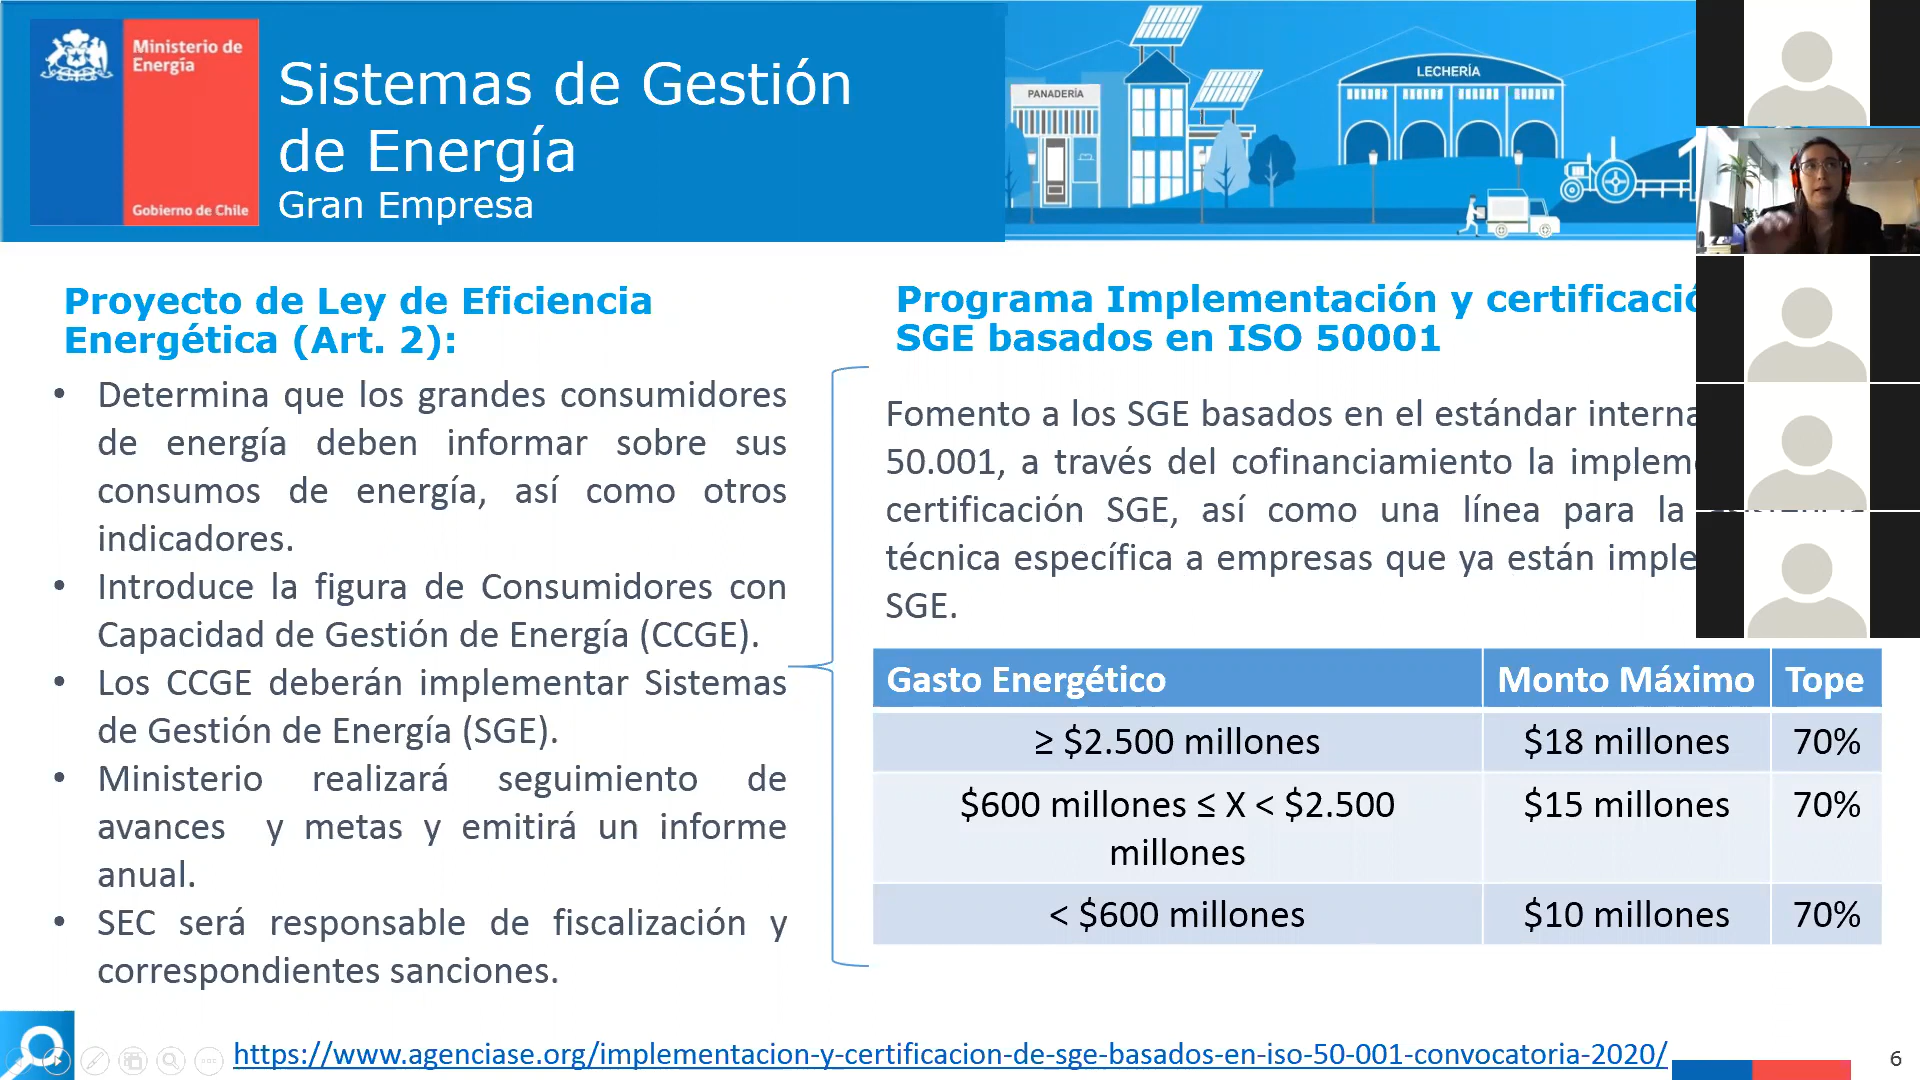 Ministerio de
Energía
Gobierno de Chile
Sistemas de Gestión
de Energía
Gran Empresa
PANADERÍA
LECHERÍA
Proyecto de Ley de Eficiencia
Energética (Art. 2):
• Determina que los grandes consumidores
de energía deben informar sobre sus
consumos de energía, así como otros
indicadores.
• Introduce la figura de Consumidores con
Capacidad de Gestión de Energía (CCGE).
• Los CCGE deberán implementar Sistemas
de Gestión de Energía (SGE).
• Ministerio realizará seguimiento de
avances y metas y emitirá un informe
anual.
• SEC será responsable de fiscalización y
correspondientes sanciones.
Programa Implementación y
SGE basados en ISO 50001
Fomento a los SGE basados en el estándar
50.001, a través del cofinanciamiento la
certificación SGE, así como una línea para la
técnica específica a empresas que ya están
SGE.
Gasto Energético Monto Máximo Tope
≥ $2.500 millones $18 millones 70%
$600 millones ≤ X < $2.500
millones $15 millones 70%
< $600 millones $10 millones 70%
https://www.agenciase.org/implementacion-y-certificacion-de-sge-basados-en-iso-50-001-convocatoria-2020/
6